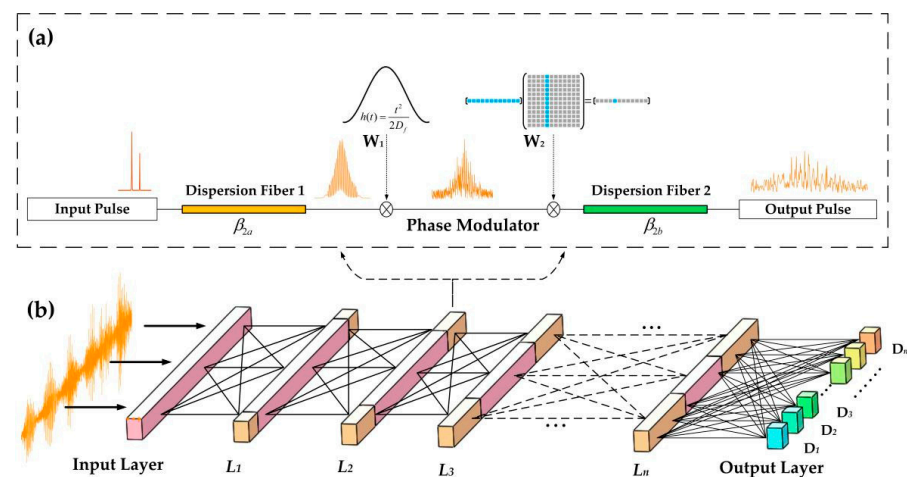 (a)
h(t) = t²/2D_f
W₁
W₂
Dispersion Fiber 1
Dispersion Fiber 2
Input Pulse
Phase Modulator
Output Pulse
β₂ₐ
β_2b
(b)
...
...
Input Layer
L₁
L₂
L₃
Lₙ
Output Layer
D₁
D₂
D₃
......
Dₙ